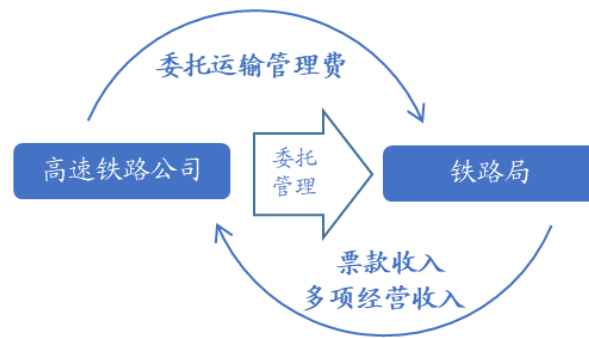 委托运输管理费
高速铁路公司
委托
管理
铁路局
票款收入
多项经营收入